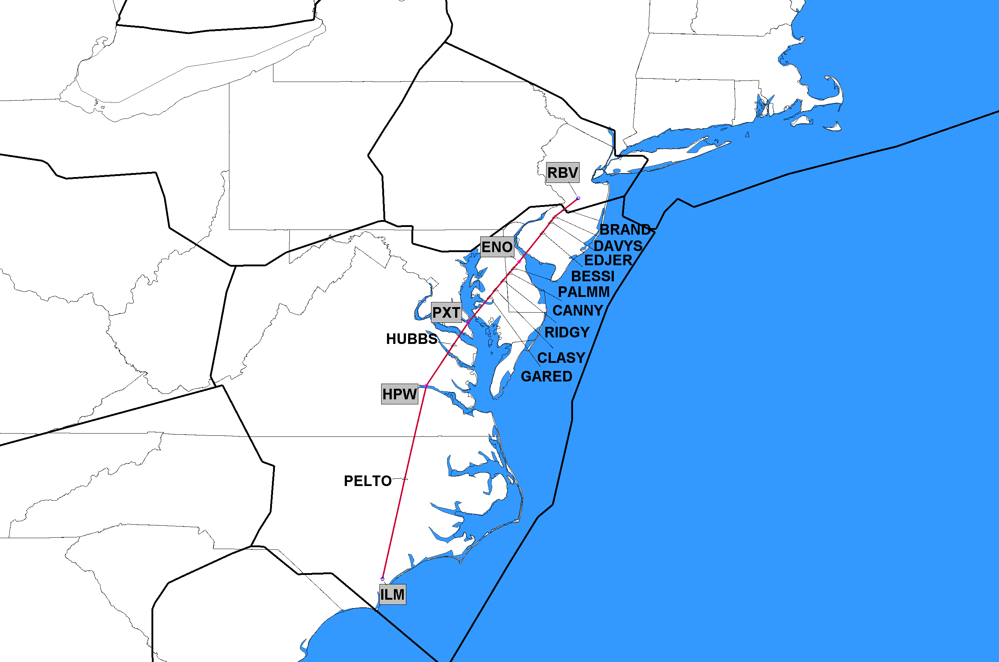 RBV
BRAND
ENO
DAVYS
EDJER
BESSI
PALMM
CANNY
PXT
RIDGY
HUBBS
CLASY
GARED
HPW
PELTO
ILM